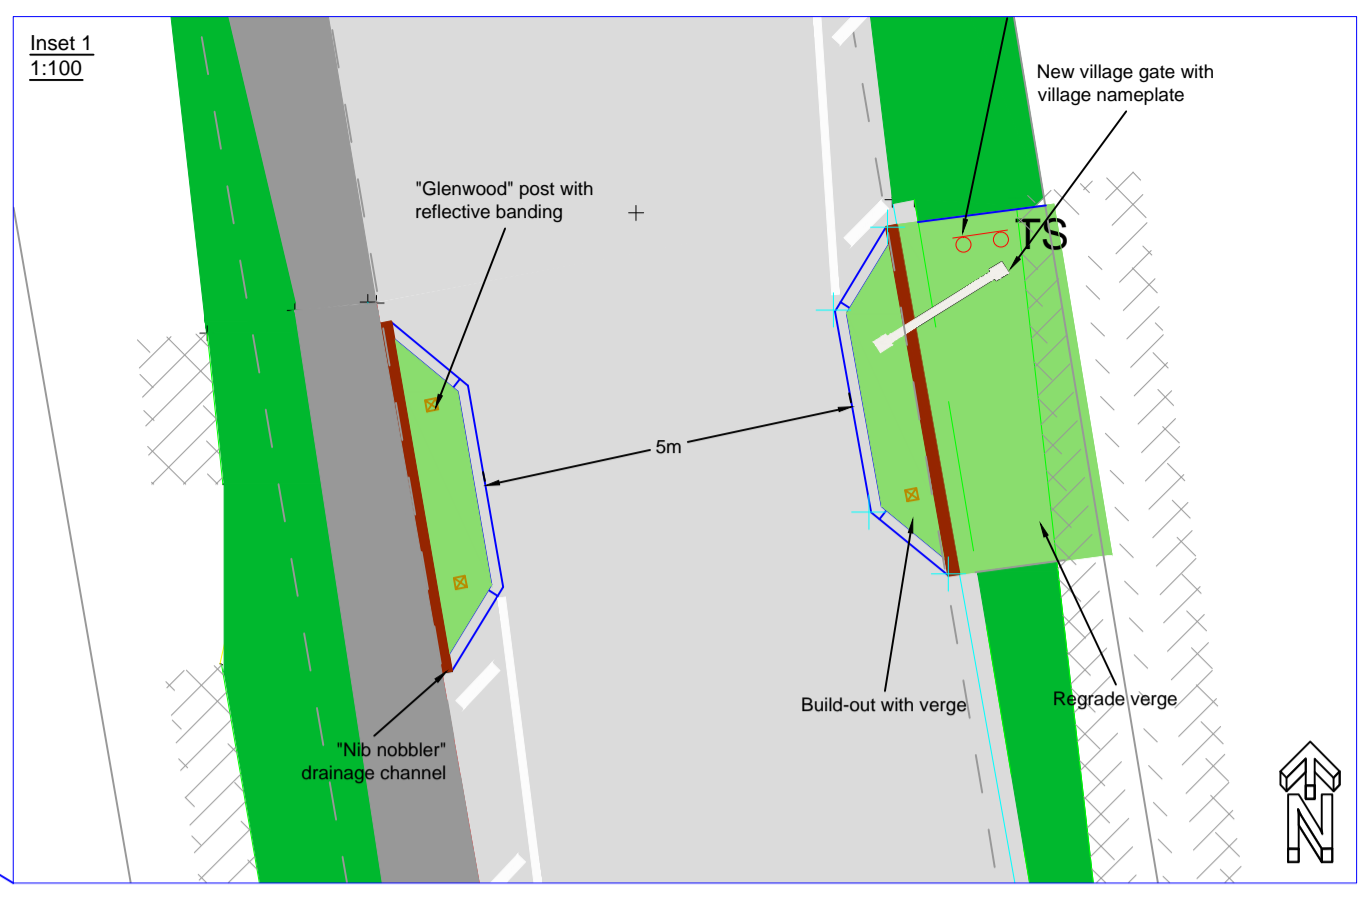 Inset 1
1:100
New village gate with
village nameplate
"Glenwood" post with
reflective banding
TS
5m
Build-out with verge
Regrade verge
"Nib nobbler"
drainage channel
N